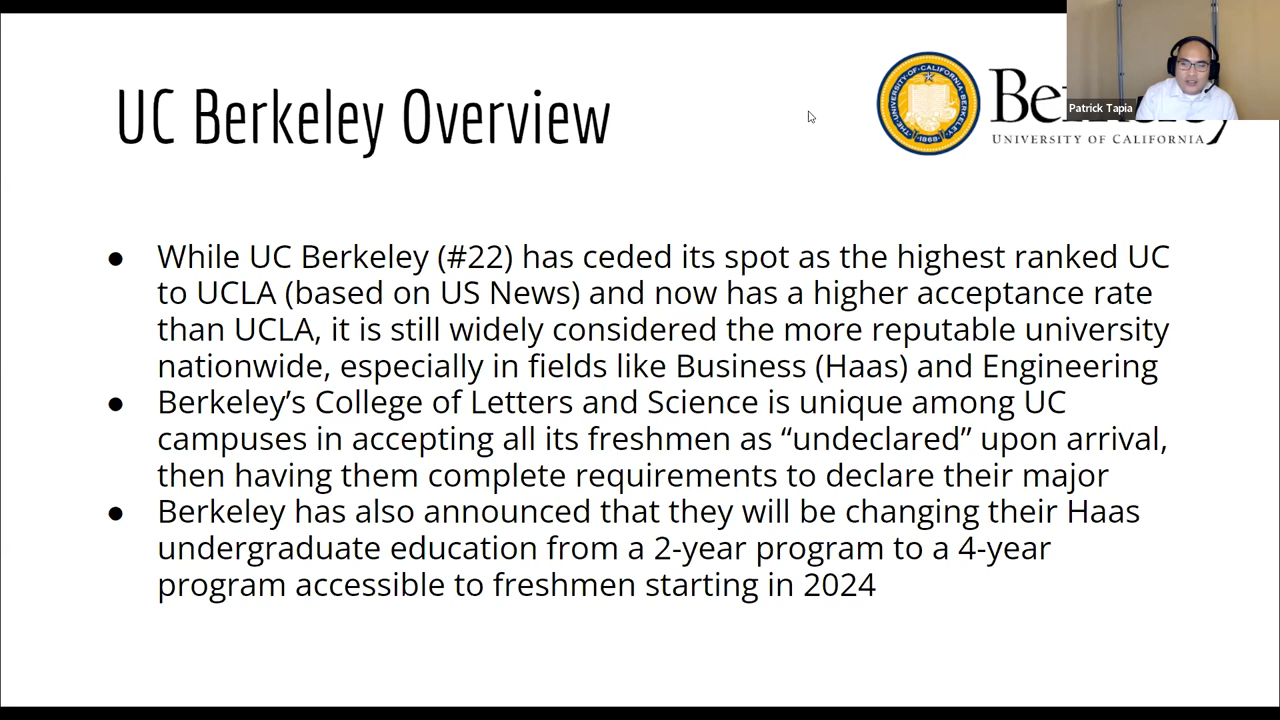 UC Berkeley Overview
UNIVERSITY OF CALIFORNIA
Patrick Tapia
● While UC Berkeley (#22) has ceded its spot as the highest ranked UC
to UCLA (based on US News) and now has a higher acceptance rate
than UCLA, it is still widely considered the more reputable university
nationwide, especially in fields like Business (Haas) and Engineering
● Berkeley’s College of Letters and Science is unique among UC
campuses in accepting all its freshmen as “undeclared” upon arrival,
then having them complete requirements to declare their major
● Berkeley has also announced that they will be changing their Haas
undergraduate education from a 2-year program to a 4-year
program accessible to freshmen starting in 2024